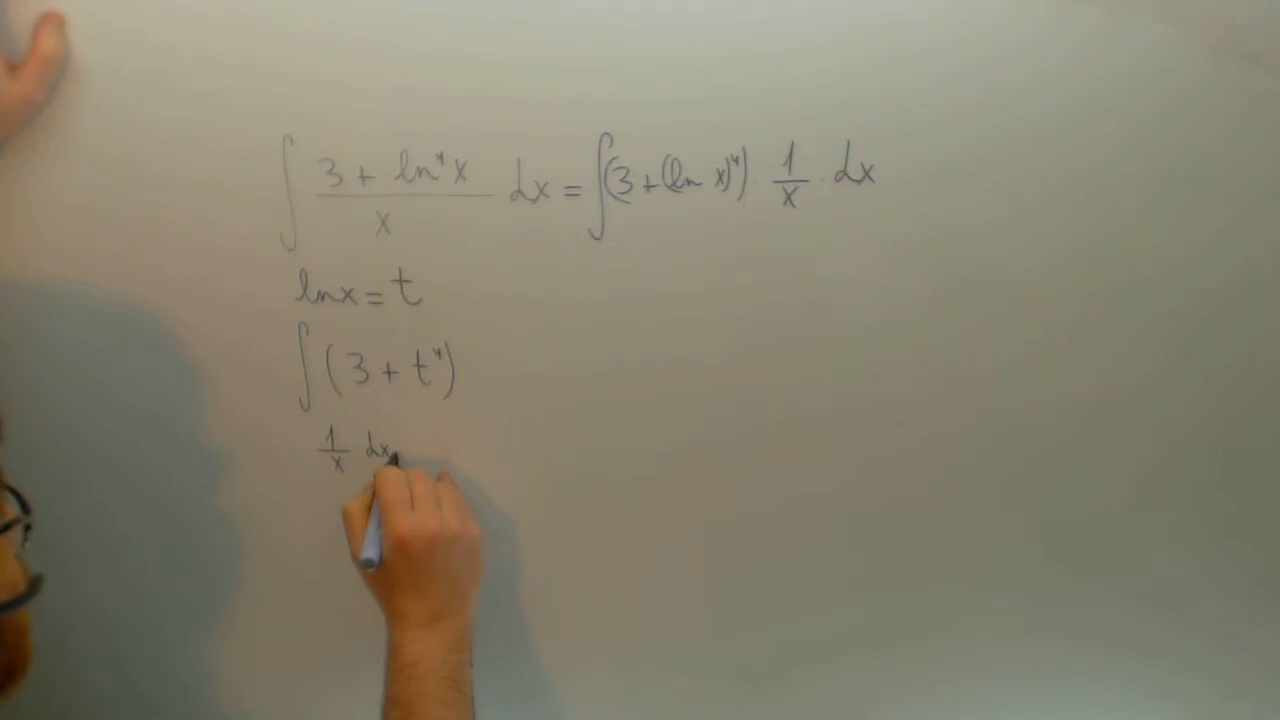 ∫ (3 + ln⁴x)/x dx = ∫(3 + (ln x)⁴) · 1/x · dx
ln x = t
∫ (3 + t⁴)
1/x dx